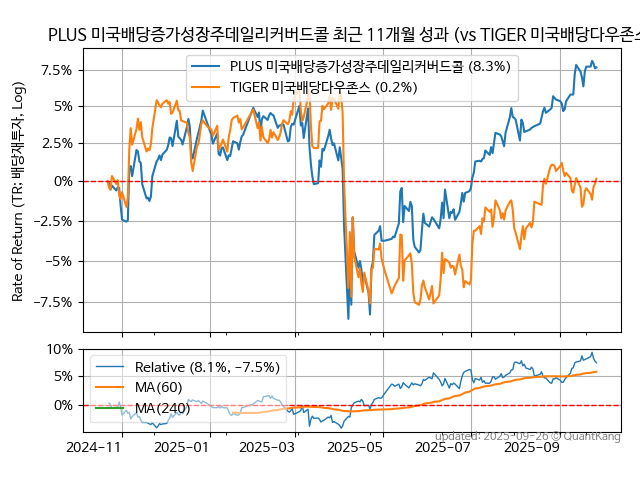 PLUS 미국배당증가성장주데일리커버드콜 최근 11개월 성과 (vs TIGER 미국배당다우존스
Rate of Return (TR: 배당재투자, Log)
7.5%
5%
2.5%
0%
−2.5%
−5%
−7.5%
PLUS 미국배당증가성장주데일리커버드콜 (8.3%)
TIGER 미국배당다우존스 (0.2%)
10%
5%
0%
Relative (8.1%, −7.5%)
MA(60)
MA(240)
2024−11
2025−01
2025−03
2025−05
2025−07
2025−09
updated: 2025-09-26 © QuantKang